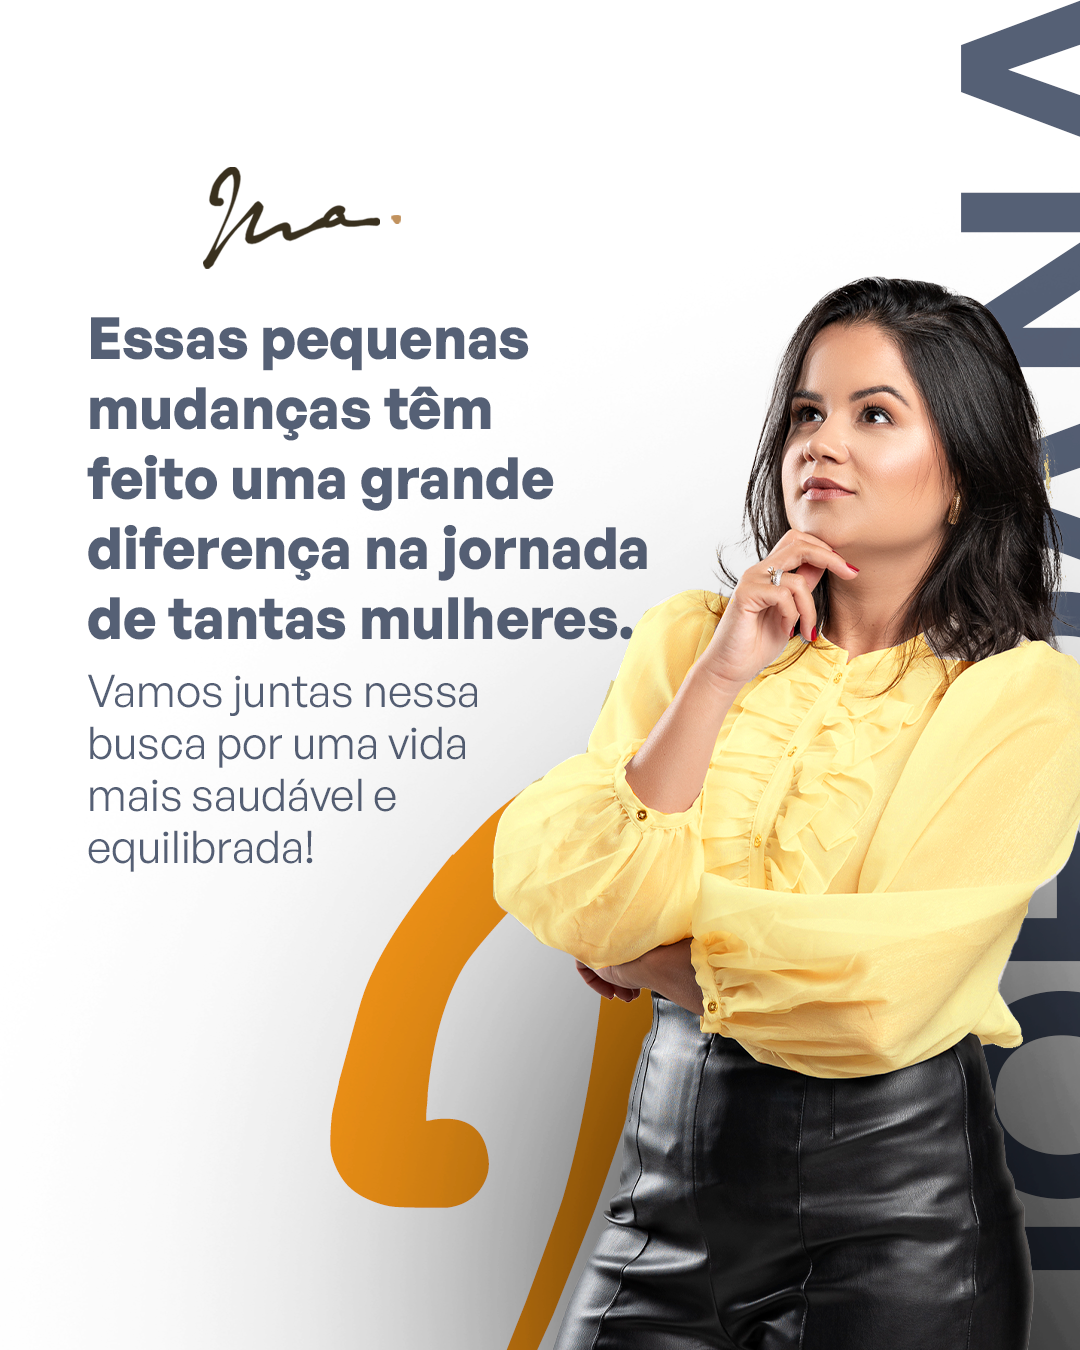 Essas pequenas
mudanças têm
feito uma grande
diferença na jornada
de tantas mulheres.
Vamos juntas nessa
busca por uma vida
mais saudável e
equilibrada!